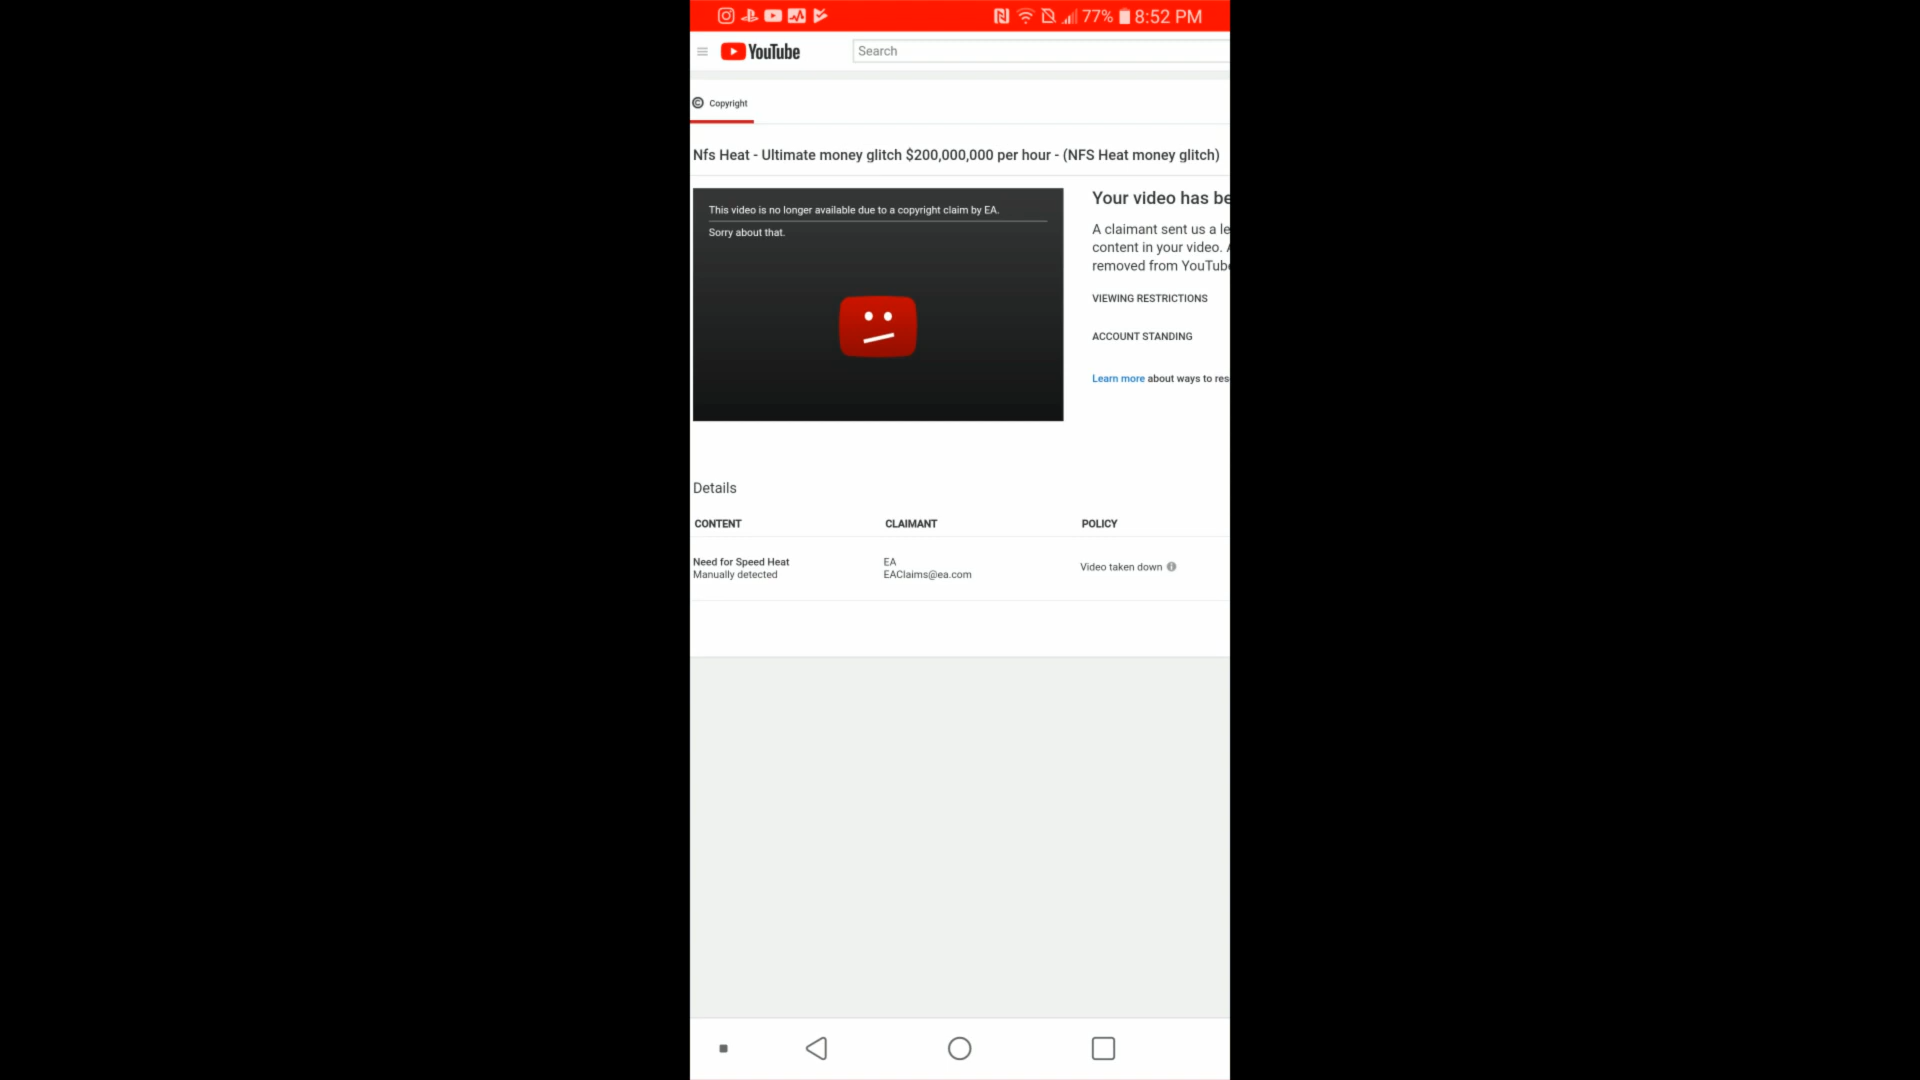 77% 8:52 PM
YouTube
Search
Copyright
Nfs Heat - Ultimate money glitch $200,000,000 per hour - (NFS Heat money glitch)
This video is no longer available due to a copyright claim by EA.
Sorry about that.
Your video has be
A claimant sent us a le
content in your video.
removed from YouTube
VIEWING RESTRICTIONS
ACCOUNT STANDING
Learn more about ways to res
Details
CONTENT CLAIMANT POLICY
Need for Speed Heat
Manually detected
EA
EAClaims@ea.com
Video taken down